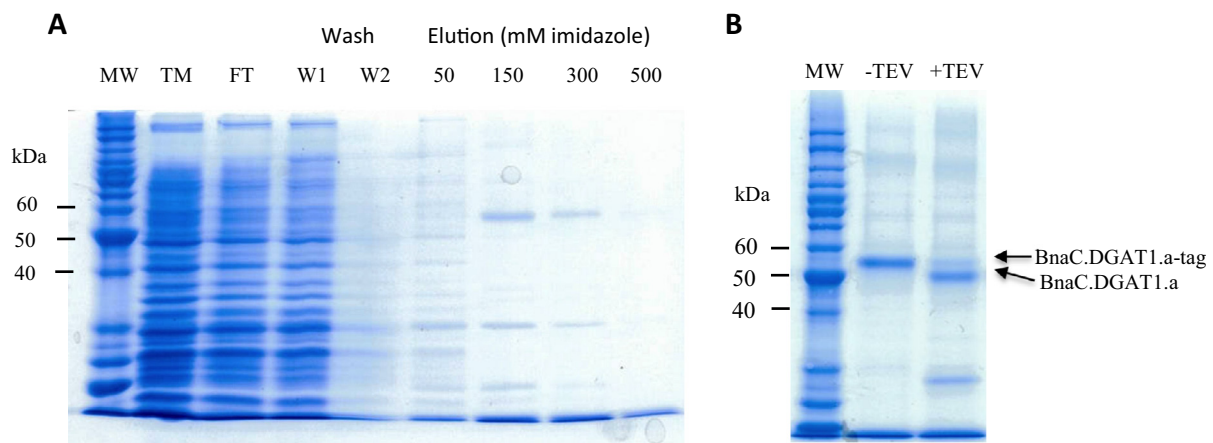 A
Wash Elution (mM imidazole)
MW TM FT W1 W2 50 150 300 500
kDa
60
50
40
B
MW -TEV +TEV
kDa
60
50
40
BnaC.DGAT1.a-tag
BnaC.DGAT1.a